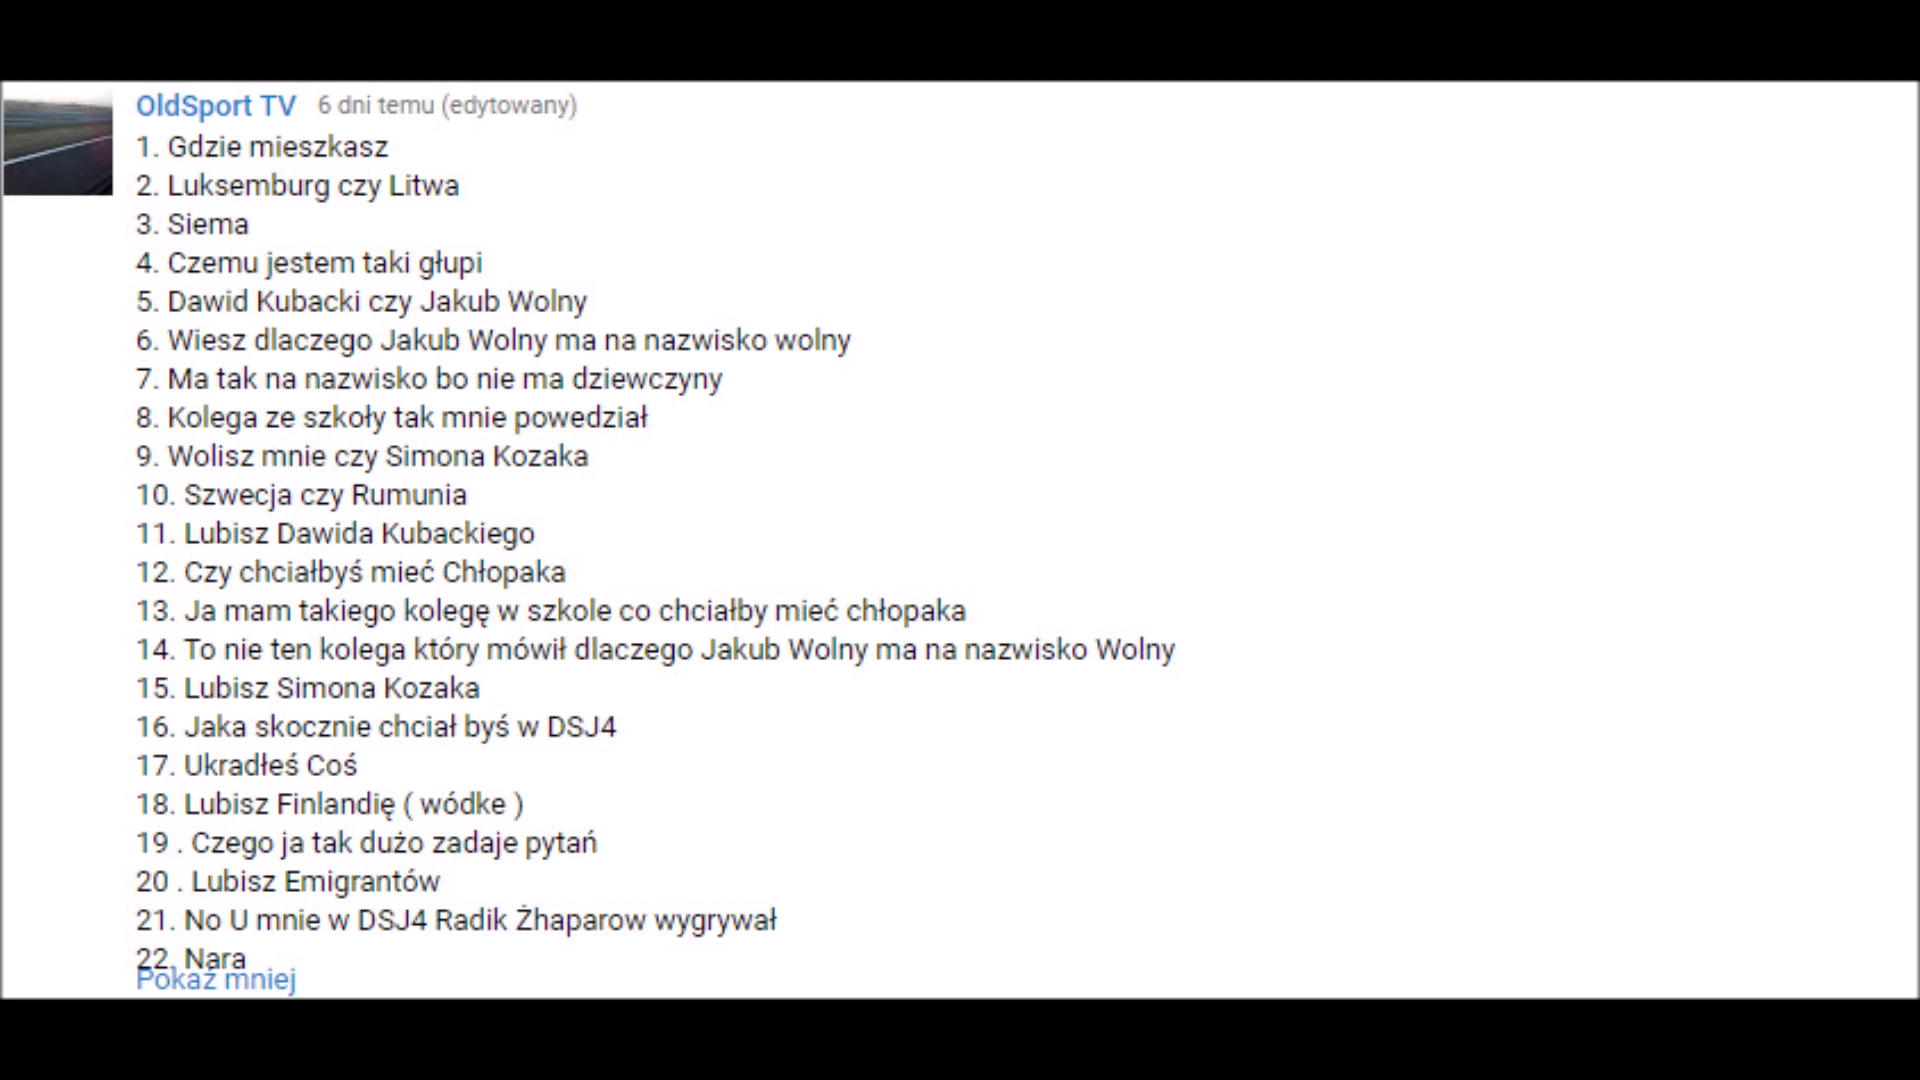 OldSport TV 6 dni temu (edytowany)
1. Gdzie mieszkasz
2. Luksemburg czy Litwa
3. Siema
4. Czemu jestem taki głupi
5. Dawid Kubacki czy Jakub Wolny
6. Wiesz dlaczego Jakub Wolny ma na nazwisko wolny
7. Ma tak na nazwisko bo nie ma dziewczyny
8. Kolega ze szkoły tak mnie powedział
9. Wolisz mnie czy Simona Kozaka
10. Szwecja czy Rumunia
11. Lubisz Dawida Kubackiego
12. Czy chciałbyś mieć Chłopaka
13. Ja mam takiego kolegę w szkole co chciałby mieć chłopaka
14. To nie ten kolega który mówił dlaczego Jakub Wolny ma na nazwisko Wolny
15. Lubisz Simona Kozaka
16. Jaka skocznie chciał byś w DSJ4
17. Ukradłeś Coś
18. Lubisz Finlandię ( wódke )
19 . Czego ja tak dużo zadaje pytań
20 . Lubisz Emigrantów
21. No U mnie w DSJ4 Radik Żhaparow wygrywał
22. Nara
Pokaż mniej